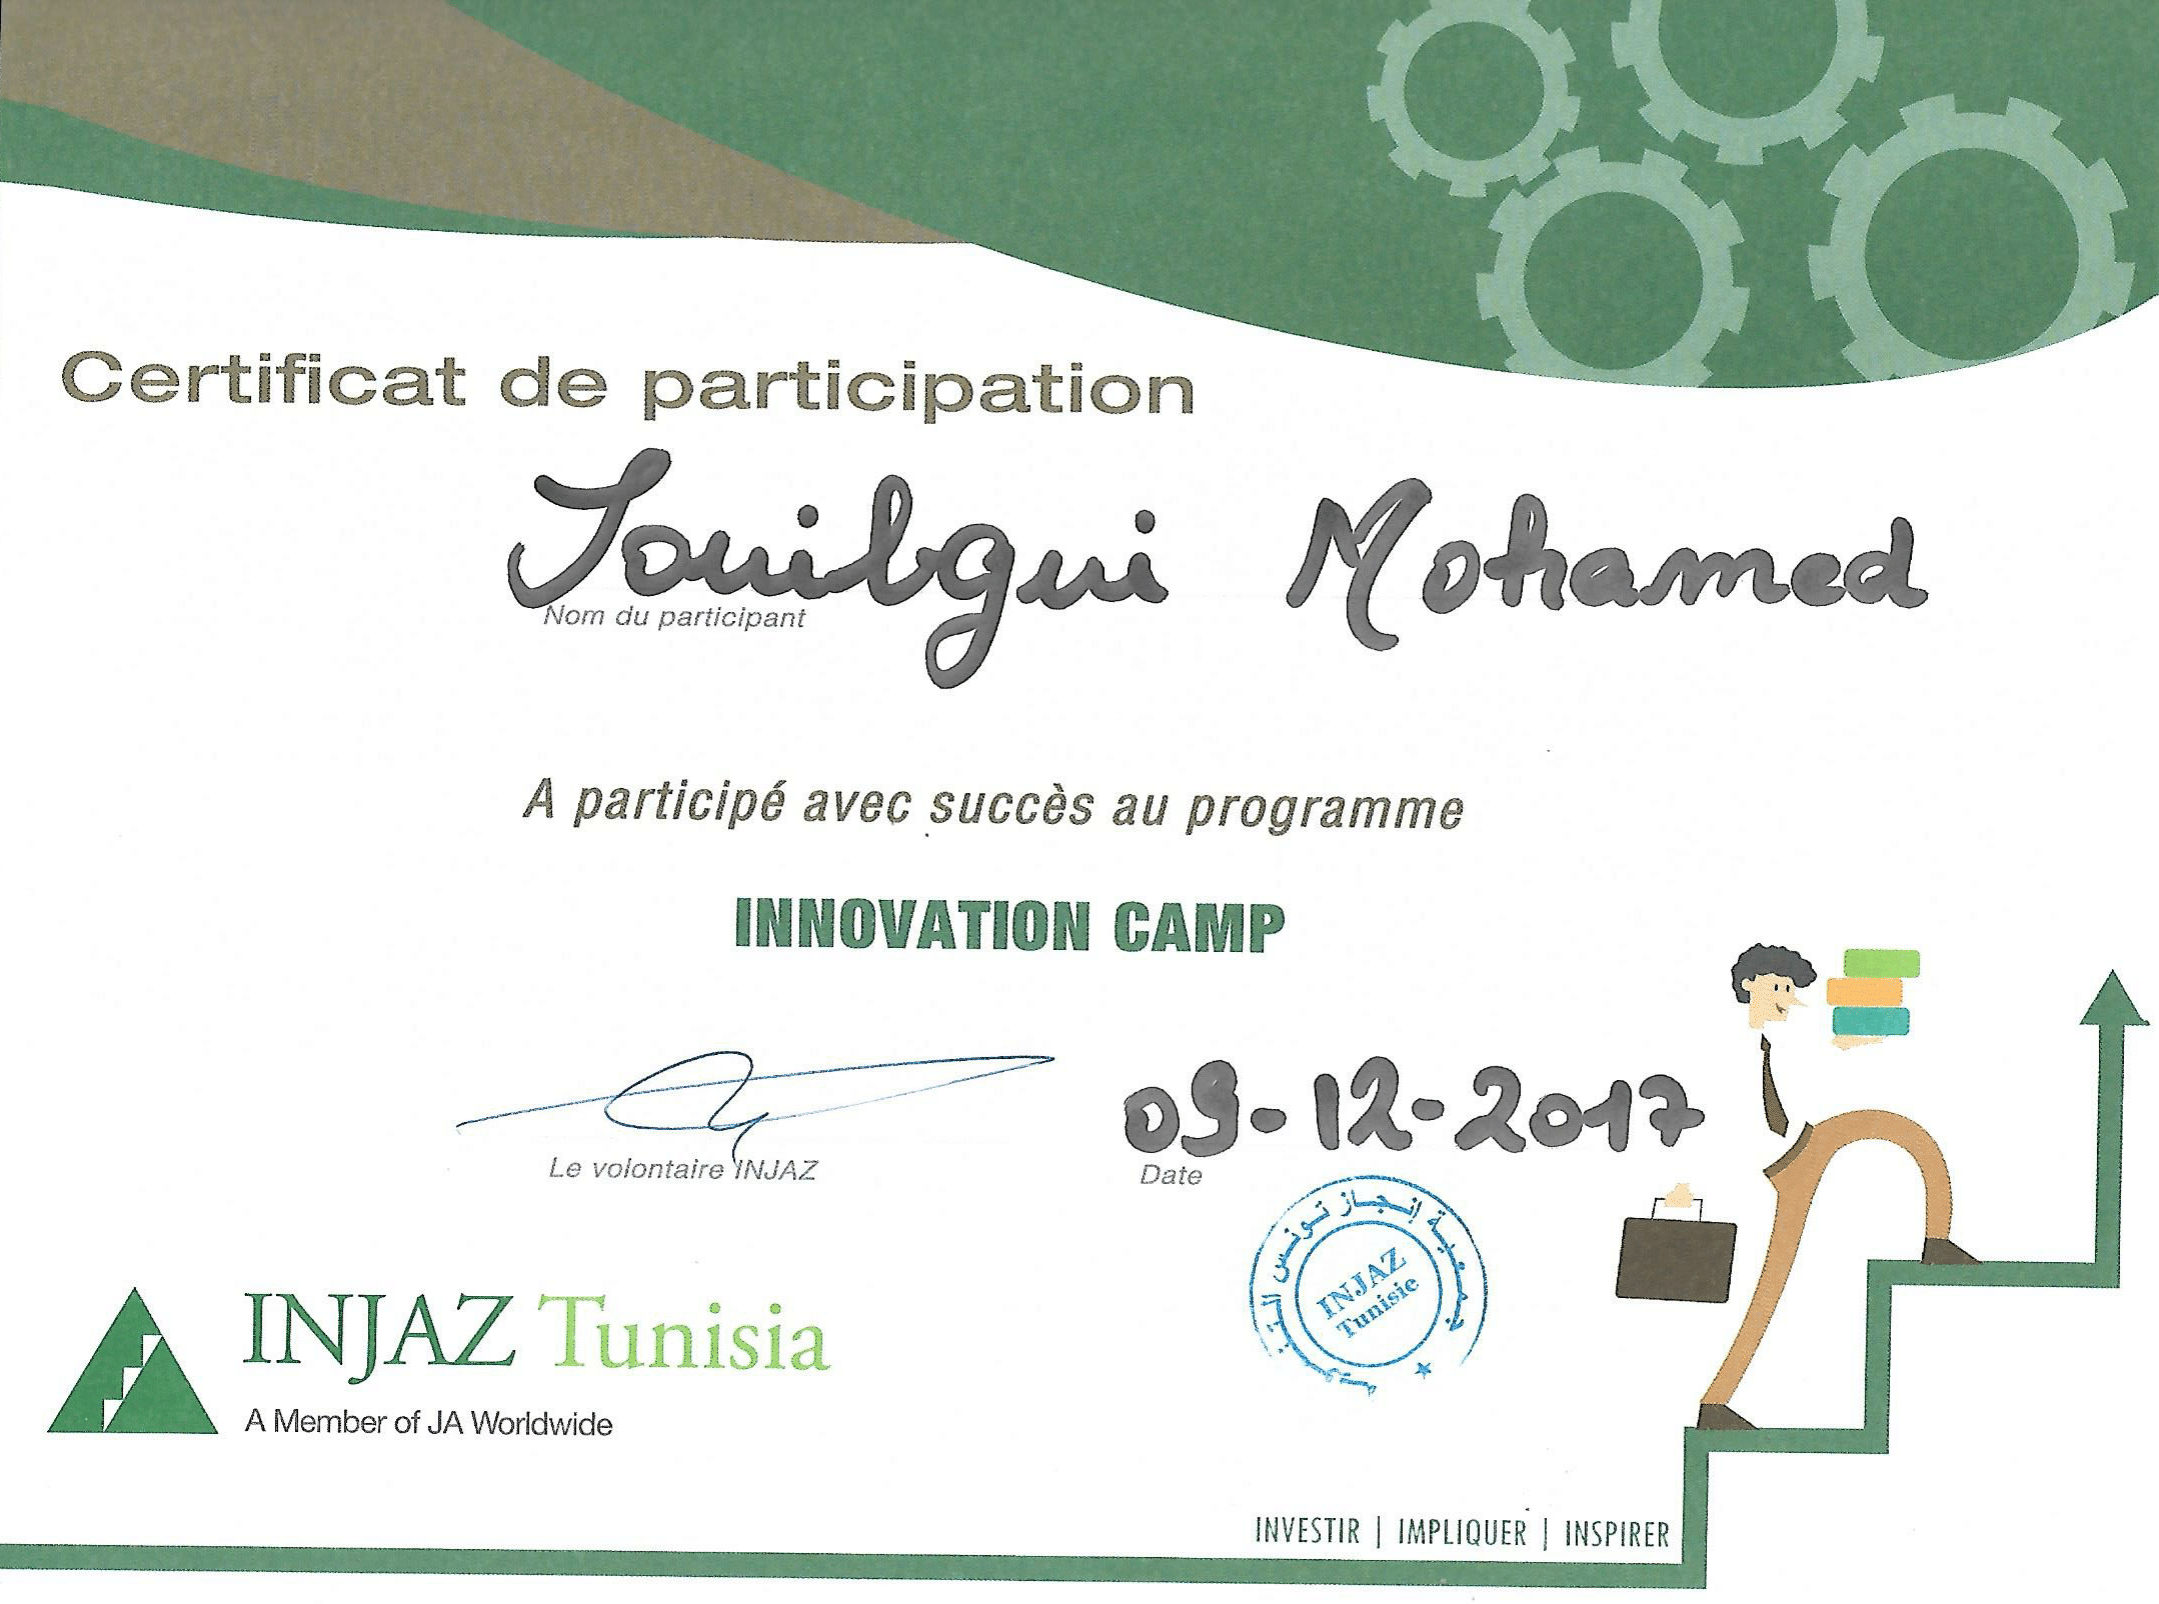 Certificat de participation
Jouilbgui Mohamed
Nom du participant
A participé avec succès au programme
INNOVATION CAMP
09-12-2017
Le volontaire INJAZ
Date
جمعية إنجاز تونس
INJAZ
Tunisie
INJAZ Tunisia
A Member of JA Worldwide
INVESTIR | IMPLIQUER | INSPIRER